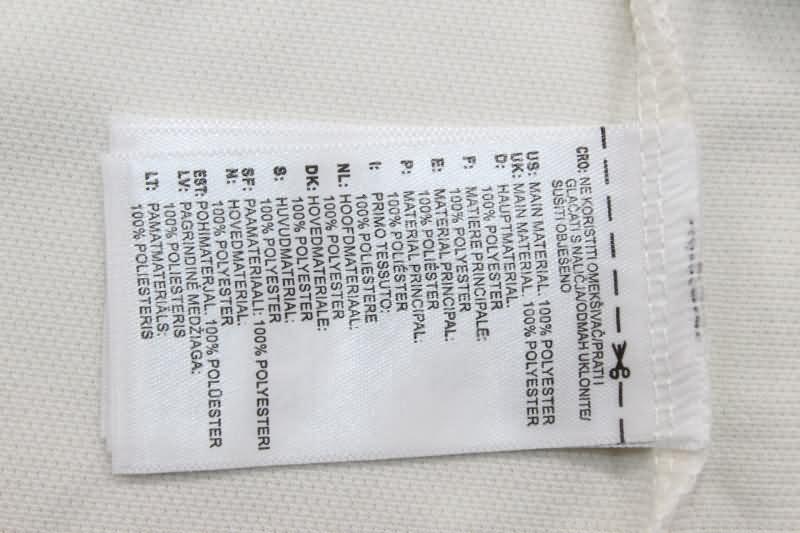 CRO: NE KORISTITI OMEKŠIVAČ/PRATI I
GLAČATI S NALIČJA/ODMAH UKLONITE/
SUŠITI OBJEŠENO
US: MAIN MATERIAL. 100% POLYESTER
UK: MAIN MATERIAL. 100% POLYESTER
D: HAUPTMATERIAL.
100% POLYESTER
F: MATIERE PRINCIPALE:
100% POLYESTER
E: MATERIAL PRINCIPAL:
100% POLIÉSTER
P: MATERIAL PRINCIPAL:
100% POLIÉSTER
I: PRIMO TESSUTO:
100% POLIESTERE
NL: HOOFDMATERIAAL:
100% POLYESTER
DK: HOVEDMATERIALE:
100% POLYESTER
S: HUVUDMATERIAL:
100% POLYESTER
SF: PAAMATERIAALI: 100% POLYESTERI
N: HOVEDMATERIAL:
100% POLYESTER
EST: POHIMATERJAL. 100% POLÜESTER
LV: PAGRINDINĖ MEDŽIAGA:
100% POLIESTERIS
LT: PAMATMATERIĀLS:
100% POLIESTERIS